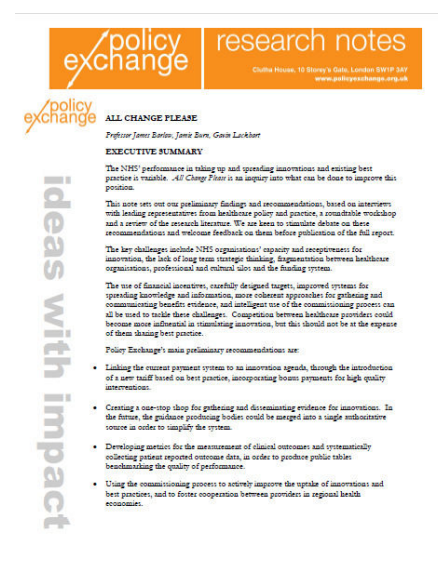 policy
exchange
research notes
Clutha House, 10 Storey's Gate, London SW1P 3AY
www.policyexchange.org.uk
policy
exchange
ideas with impact
ALL CHANGE PLEASE
Professor James Barlow, Jamie Burn, Gavin Lockhart
EXECUTIVE SUMMARY
The NHS' performance in taking up and spreading innovations and existing best
practice is variable. All Change Please is an inquiry into what can be done to improve this
position.
This note sets out our preliminary findings and recommendations, based on interviews
with leading representatives from healthcare policy and practice, a roundtable workshop
and a review of the research literature. We are keen to stimulate debate on these
recommendations and welcome feedback on them before publication of the full report.
The key challenges include NHS organisations' capacity and receptiveness for
innovation, the lack of long term strategic thinking, fragmentation between healthcare
organisations, professional and cultural silos and the funding system.
The use of financial incentives, carefully designed targets, improved systems for
spreading knowledge and information, more coherent approaches for gathering and
communicating benefits evidence, and intelligent use of the commissioning process can
all be used to tackle these challenges. Competition between healthcare providers could
become more influential in stimulating innovation, but this should not be at the expense
of them sharing best practice.
Policy Exchange's main preliminary recommendations are:
• Linking the current payment system to an innovation agenda, through the introduction
of a new tariff based on best practice, incorporating bonus payments for high quality
interventions.
• Creating a one-stop shop for gathering and disseminating evidence for innovations. In
the future, the guidance producing bodies could be merged into a single authoritative
source in order to simplify the system.
• Developing metrics for the measurement of clinical outcomes and systematically
collecting patient reported outcome data, in order to produce public tables
benchmarking the quality of performance.
• Using the commissioning process to actively improve the uptake of innovations and
best practices, and to foster cooperation between providers in regional health
economies.